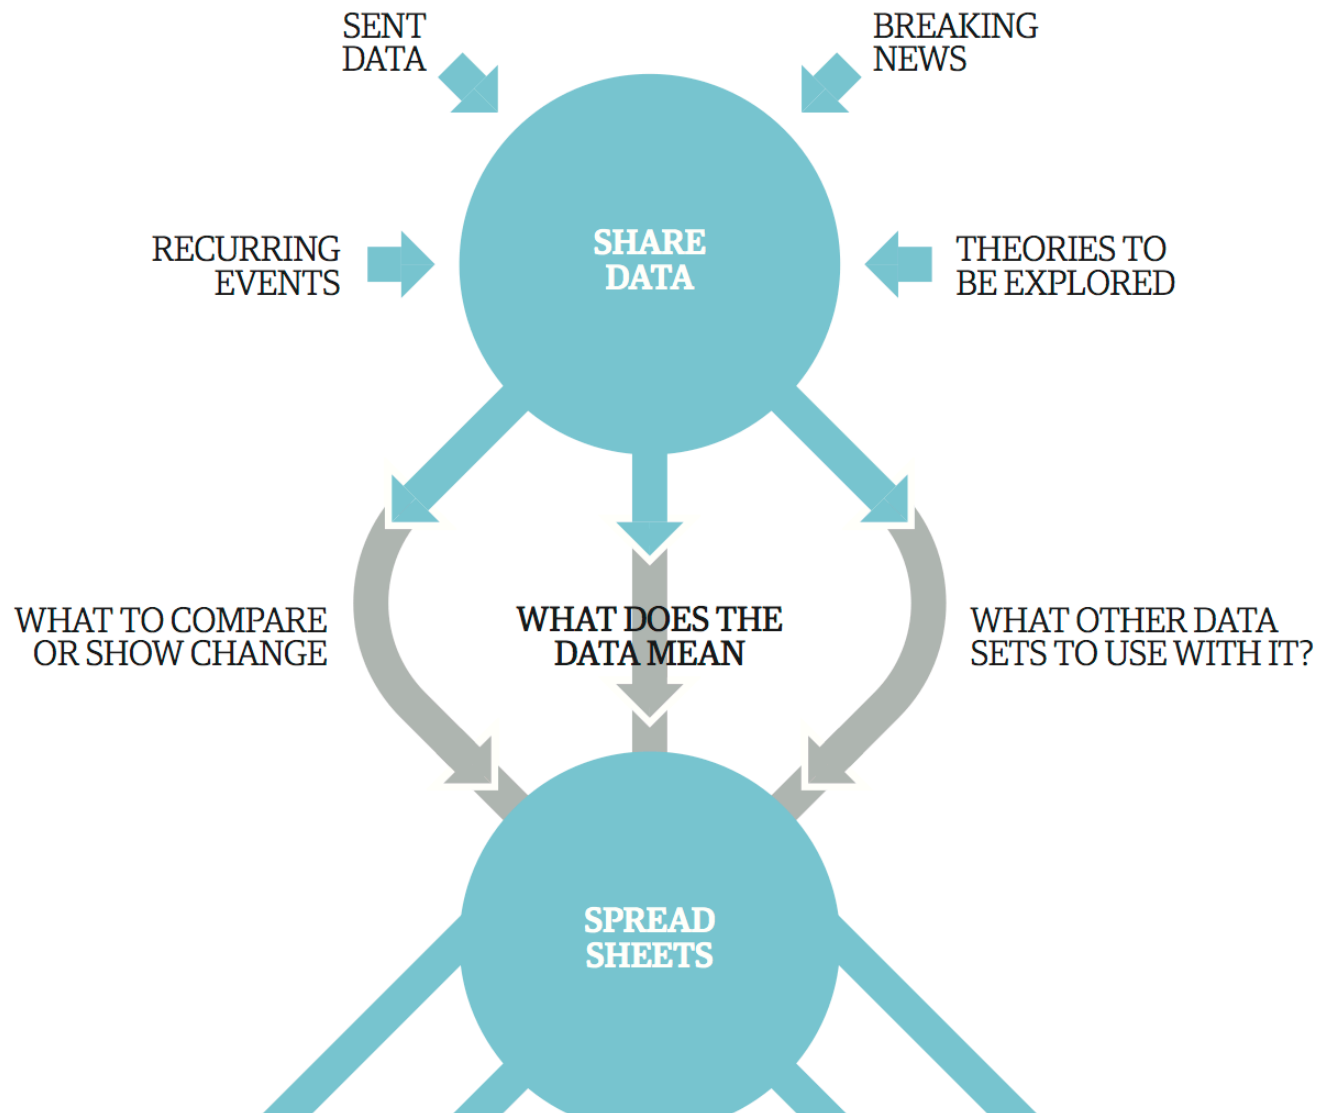 SENT
DATA
BREAKING
NEWS
RECURRING
EVENTS
SHARE
DATA
THEORIES TO
BE EXPLORED
WHAT TO COMPARE
OR SHOW CHANGE
WHAT DOES THE
DATA MEAN
WHAT OTHER DATA
SETS TO USE WITH IT?
SPREAD
SHEETS